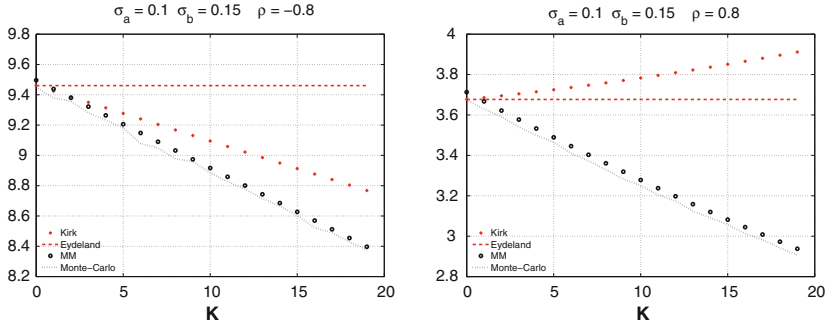 σa = 0.1 σb = 0.15 ρ = −0.8
9.8
9.6
9.4
9.2
9
8.8
8.6
8.4
8.2
Kirk
Eydeland
MM
Monte−Carlo
0 5 10 15 20
K
σa = 0.1 σb = 0.15 ρ = 0.8
4
3.8
3.6
3.4
3.2
3
2.8
Kirk
Eydeland
MM
Monte−Carlo
0 5 10 15 20
K